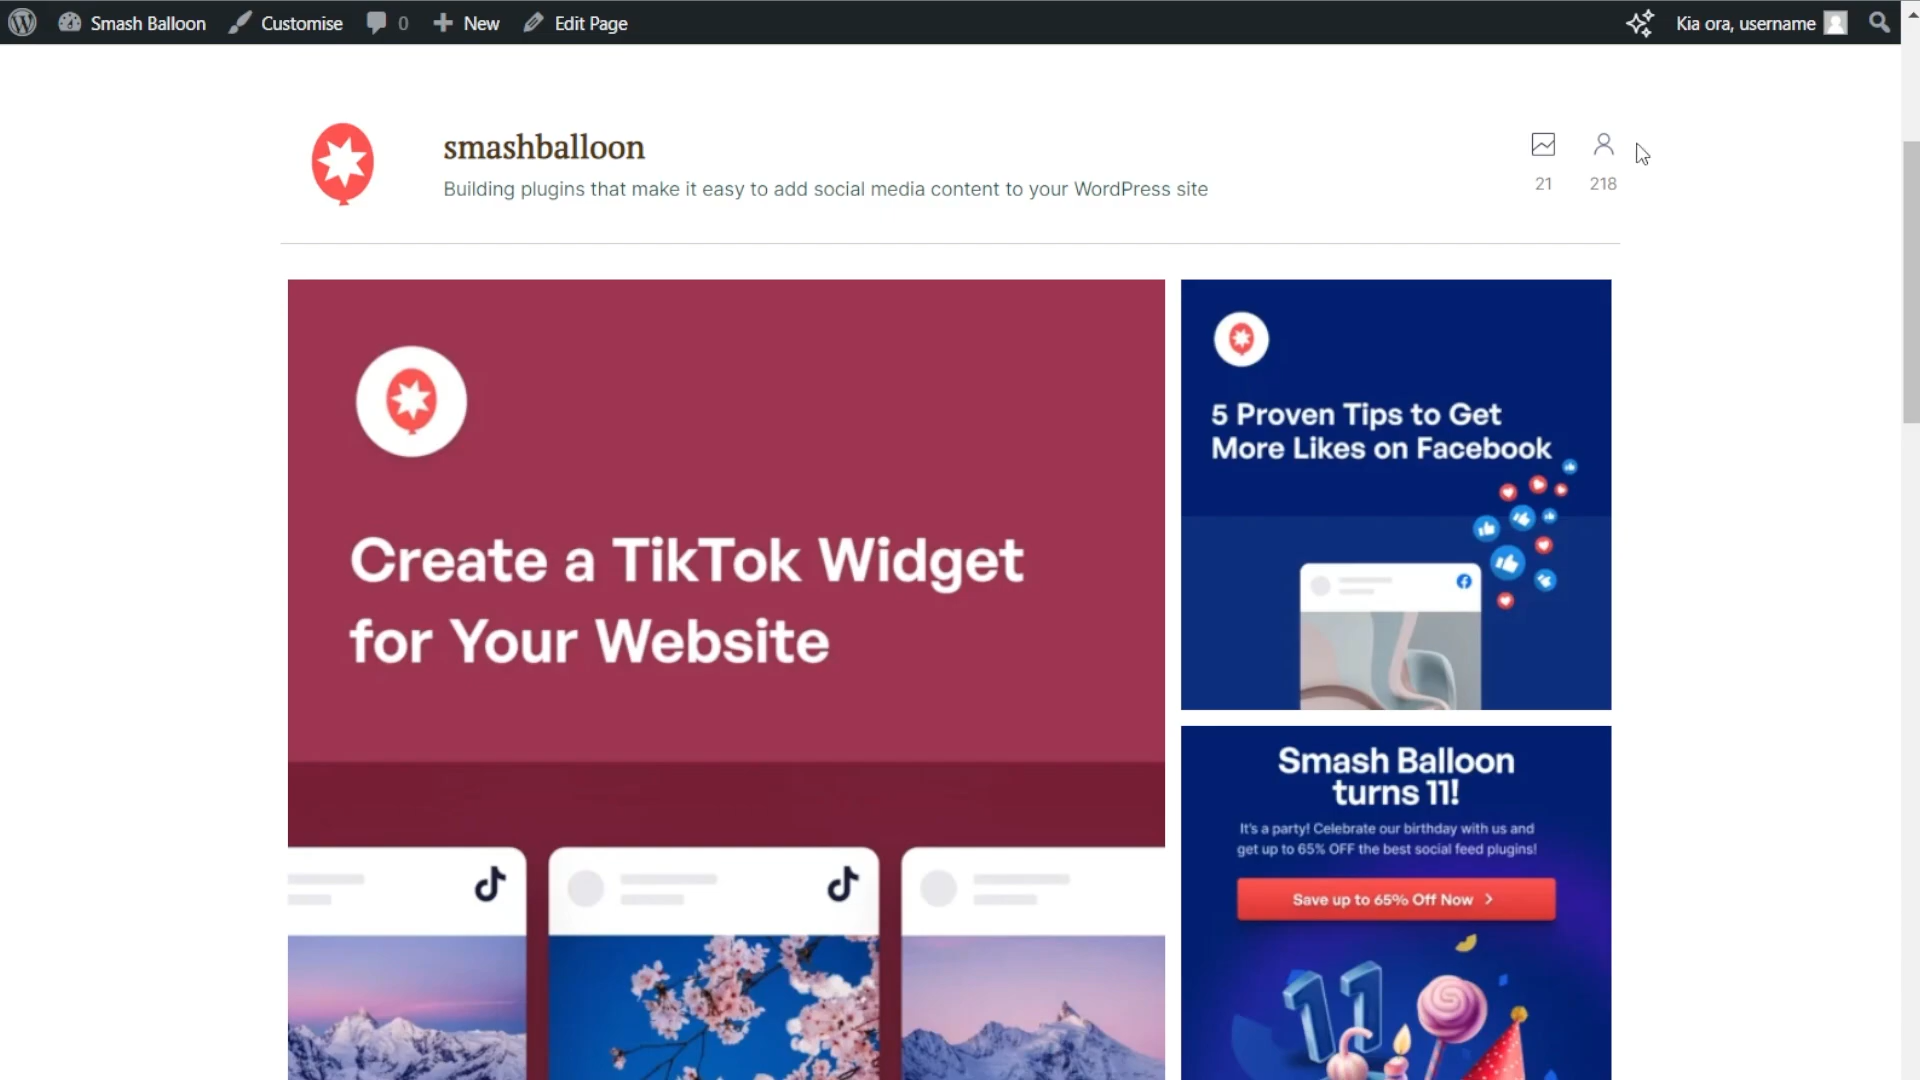 Smash Balloon Customise 0 New Edit Page Kia ora, username
smashballoon
Building plugins that make it easy to add social media content to your WordPress site
21 218
Create a TikTok Widget
for Your Website
5 Proven Tips to Get
More Likes on Facebook
Smash Balloon
turns 11!
It's a party! Celebrate our birthday with us and
get up to 65% OFF the best social feed plugins!
Save up to 65% Off Now
11